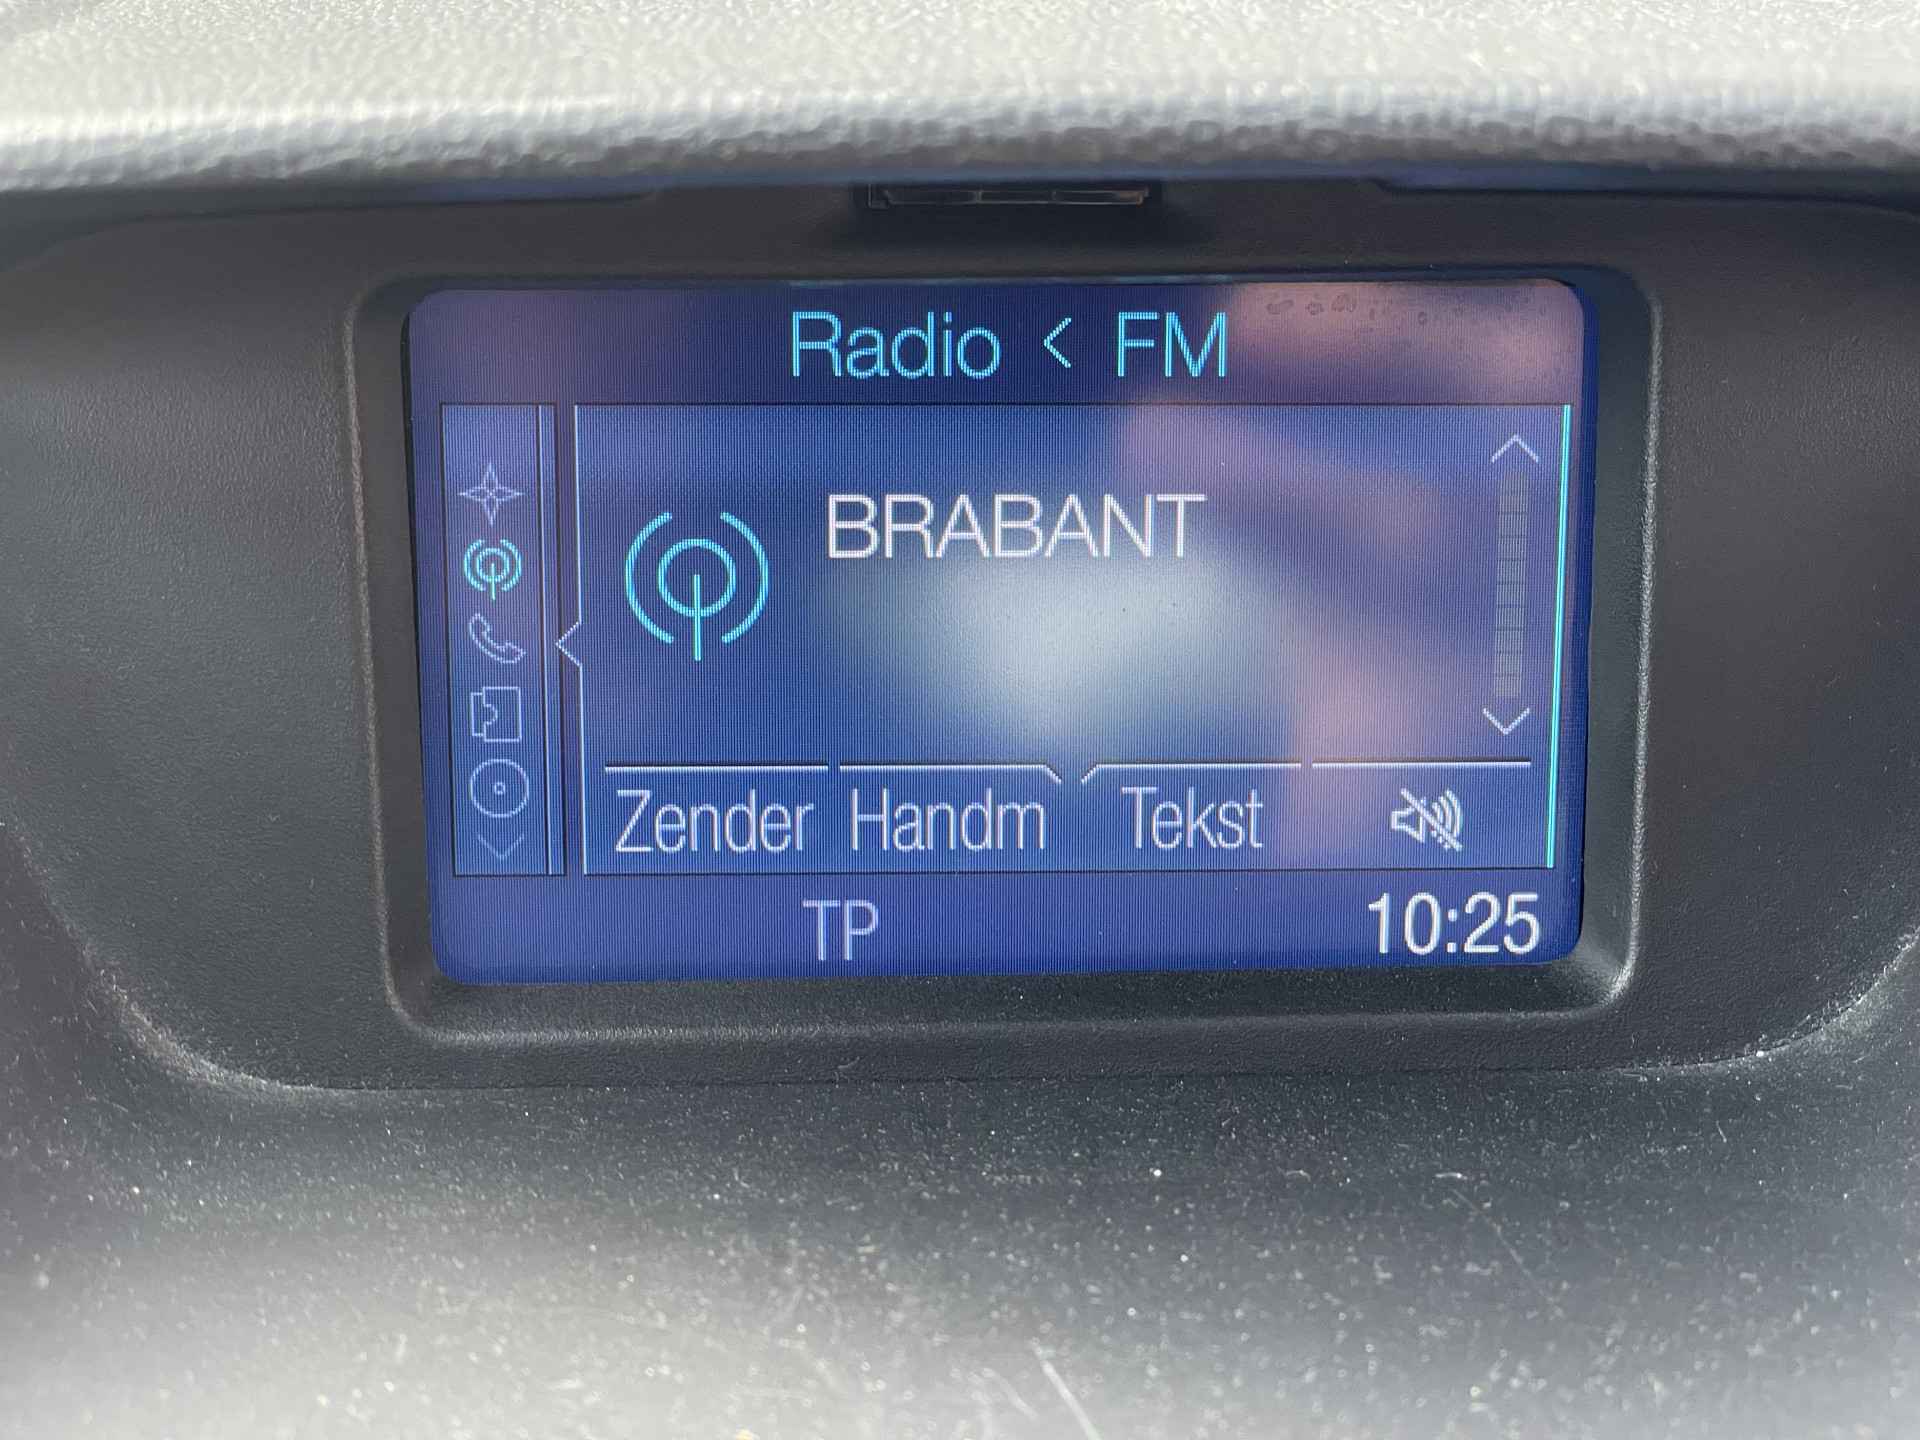 Radio < FM
BRABANT
Zender Handm Tekst
TP 10:25